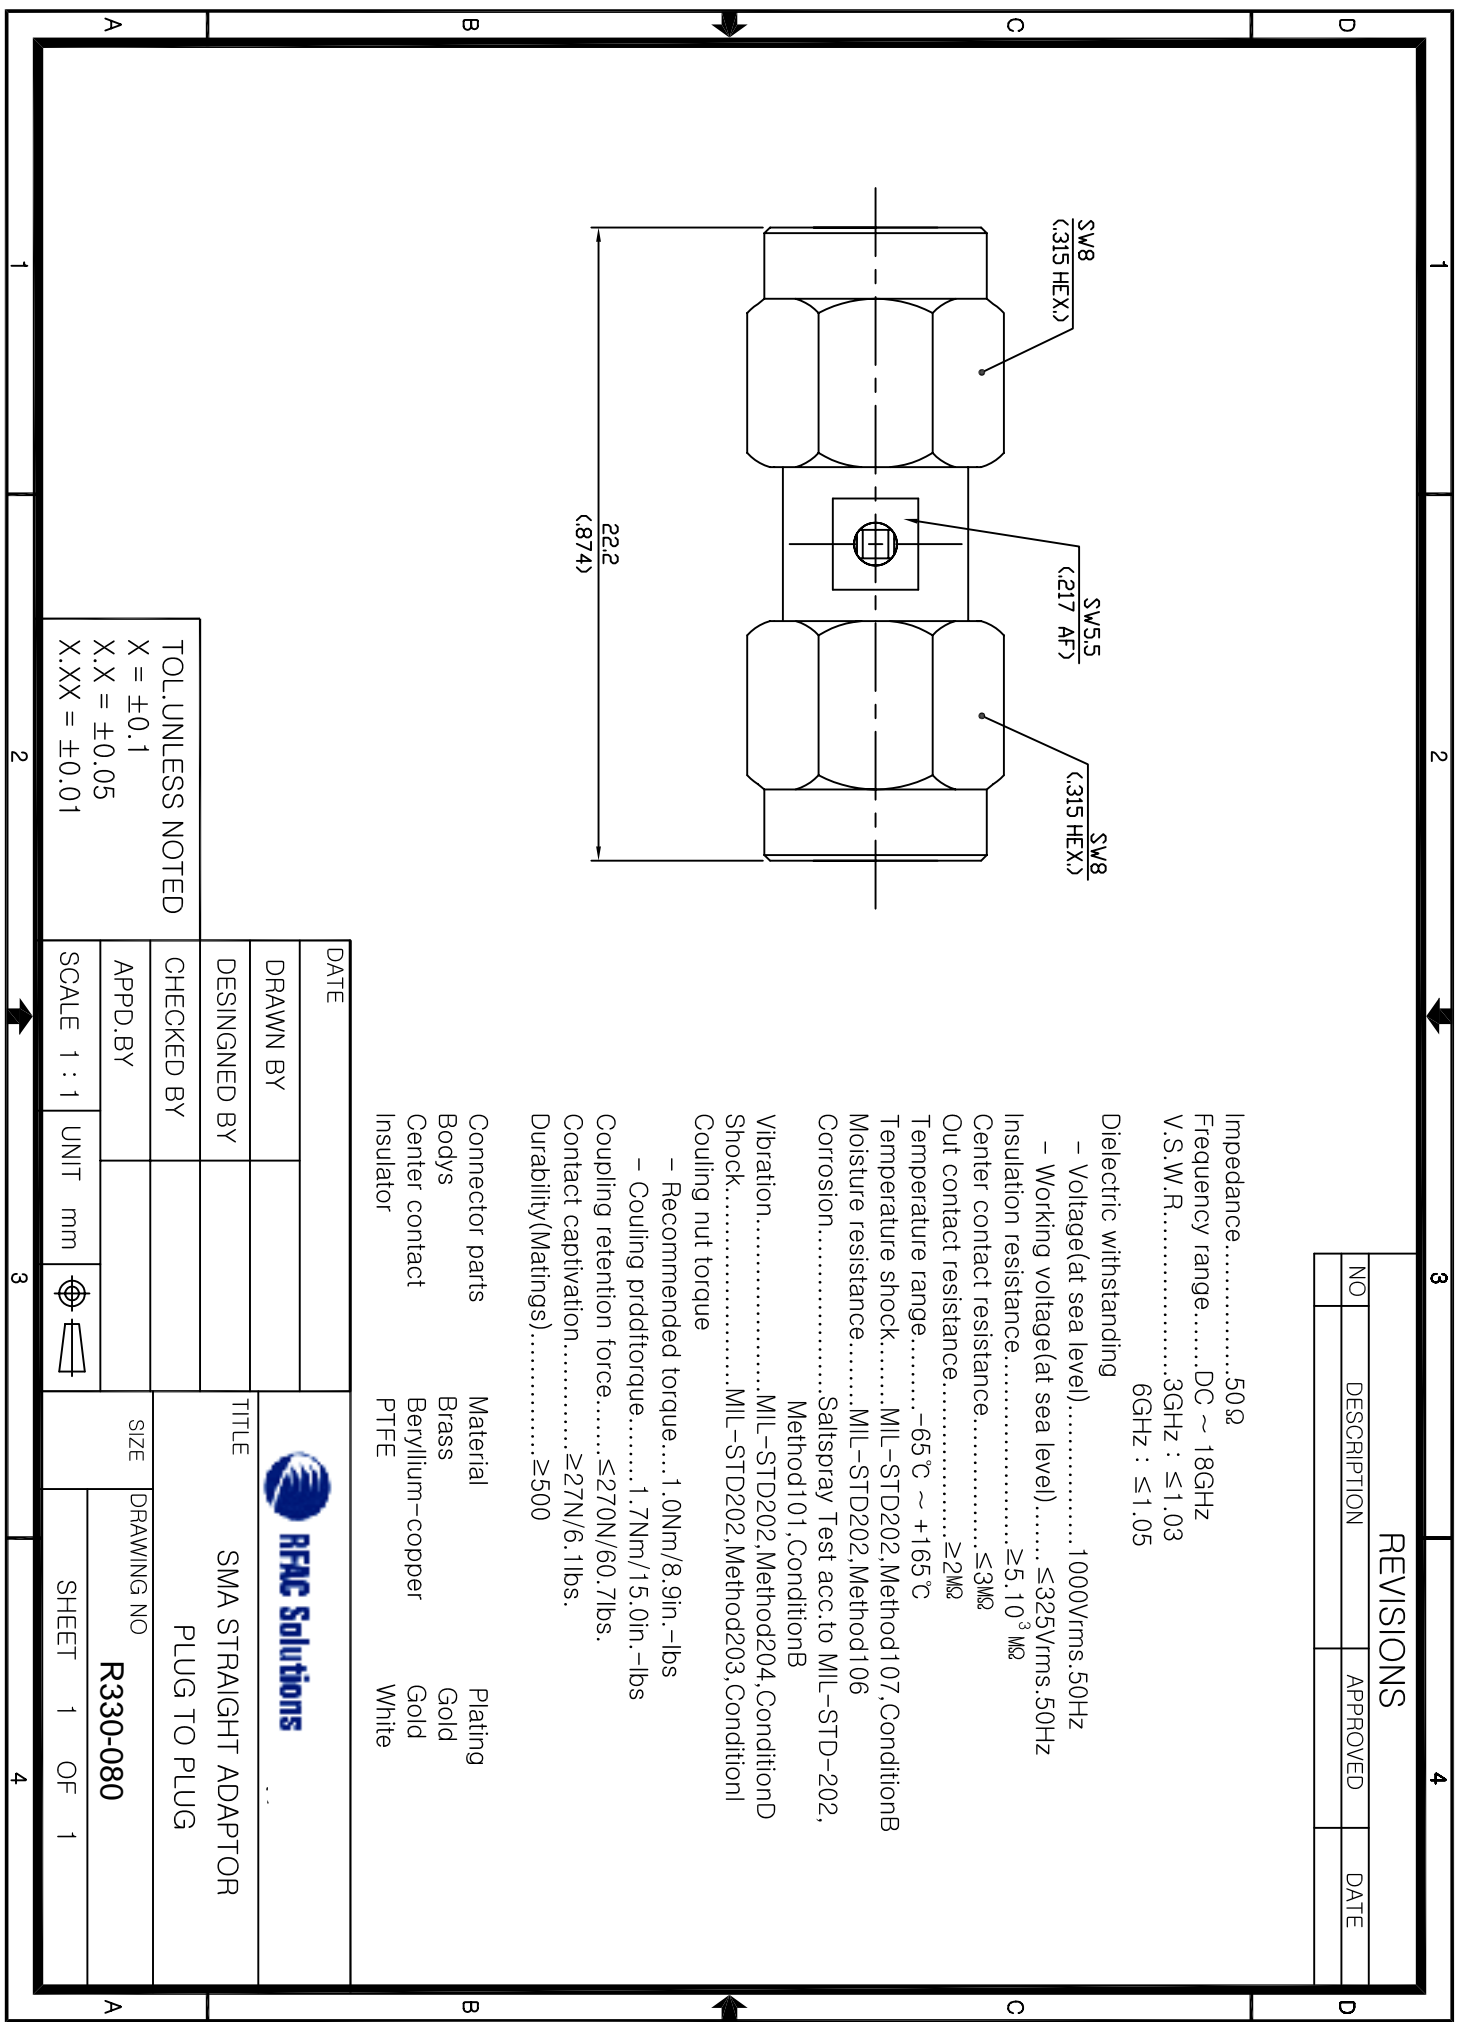 D
C
B
A
1
2
3
4
REVISIONS
NO DESCRIPTION APPROVED DATE
SW8
(.315 HEX.)
SW5.5
(.217 AF)
SW8
(.315 HEX.)
22.2
(.874)
Impedance..............50Ω
Frequency range.......DC ~ 18GHz
V.S.W.R....................3GHz : ≤1.03
6GHz : ≤1.05
Dielectric withstanding
- Voltage(at sea level)................1000Vrms.50Hz
- Working voltage(at sea level)...... ≤325Vrms.50Hz
Insulation resistance.......................≥5.10³ MΩ
Center contact resistance................≤3MΩ
Out contact resistance...................≥2MΩ
Temperature range.........-65℃ ~ +165℃
Temperature shock.......MIL-STD202,Method107,ConditionB
Moisture resistance.......MIL-STD202,Method106
Corrosion....................Saltspray Test acc.to MIL-STD-202,
Method101,ConditionB
Vibration....................MIL-STD202,Method204,ConditionD
Shock.......................MIL-STD202,Method203,ConditionI
Couling nut torque
- Recommended torque...1.0Nm/8.9in.-lbs
- Couling prddftorque.......1.7Nm/15.0in.-lbs
Coupling retention force......≤270N/60.7lbs.
Contact captivation............≥27N/6.1lbs.
Durability(Matings)..............≥500
Connector parts Material Plating
Bodys Brass Gold
Center contact Beryllium-copper Gold
Insulator PTFE White
TOL.UNLESS NOTED
X = ±0.1
X.X = ±0.05
X.XX = ±0.01
DATE
DRAWN BY
DESINGNED BY
CHECKED BY
APPD.BY
SCALE 1 : 1 UNIT mm
RFAC Solutions
TITLE
SMA STRAIGHT ADAPTOR
PLUG TO PLUG
SIZE
DRAWING NO
R330-080
SHEET 1 OF 1
1
2
3
4
D
C
B
A